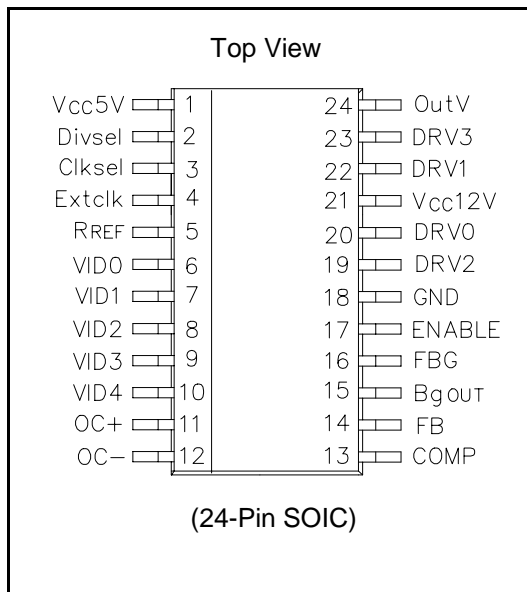 Top View
Vcc5V 1 24 OutV
Divsel 2 23 DRV3
Clksel 3 22 DRV1
Extclk 4 21 Vcc12V
RREF 5 20 DRV0
VID0 6 19 DRV2
VID1 7 18 GND
VID2 8 17 ENABLE
VID3 9 16 FBG
VID4 10 15 BgOUT
OC+ 11 14 FB
OC− 12 13 COMP
(24-Pin SOIC)